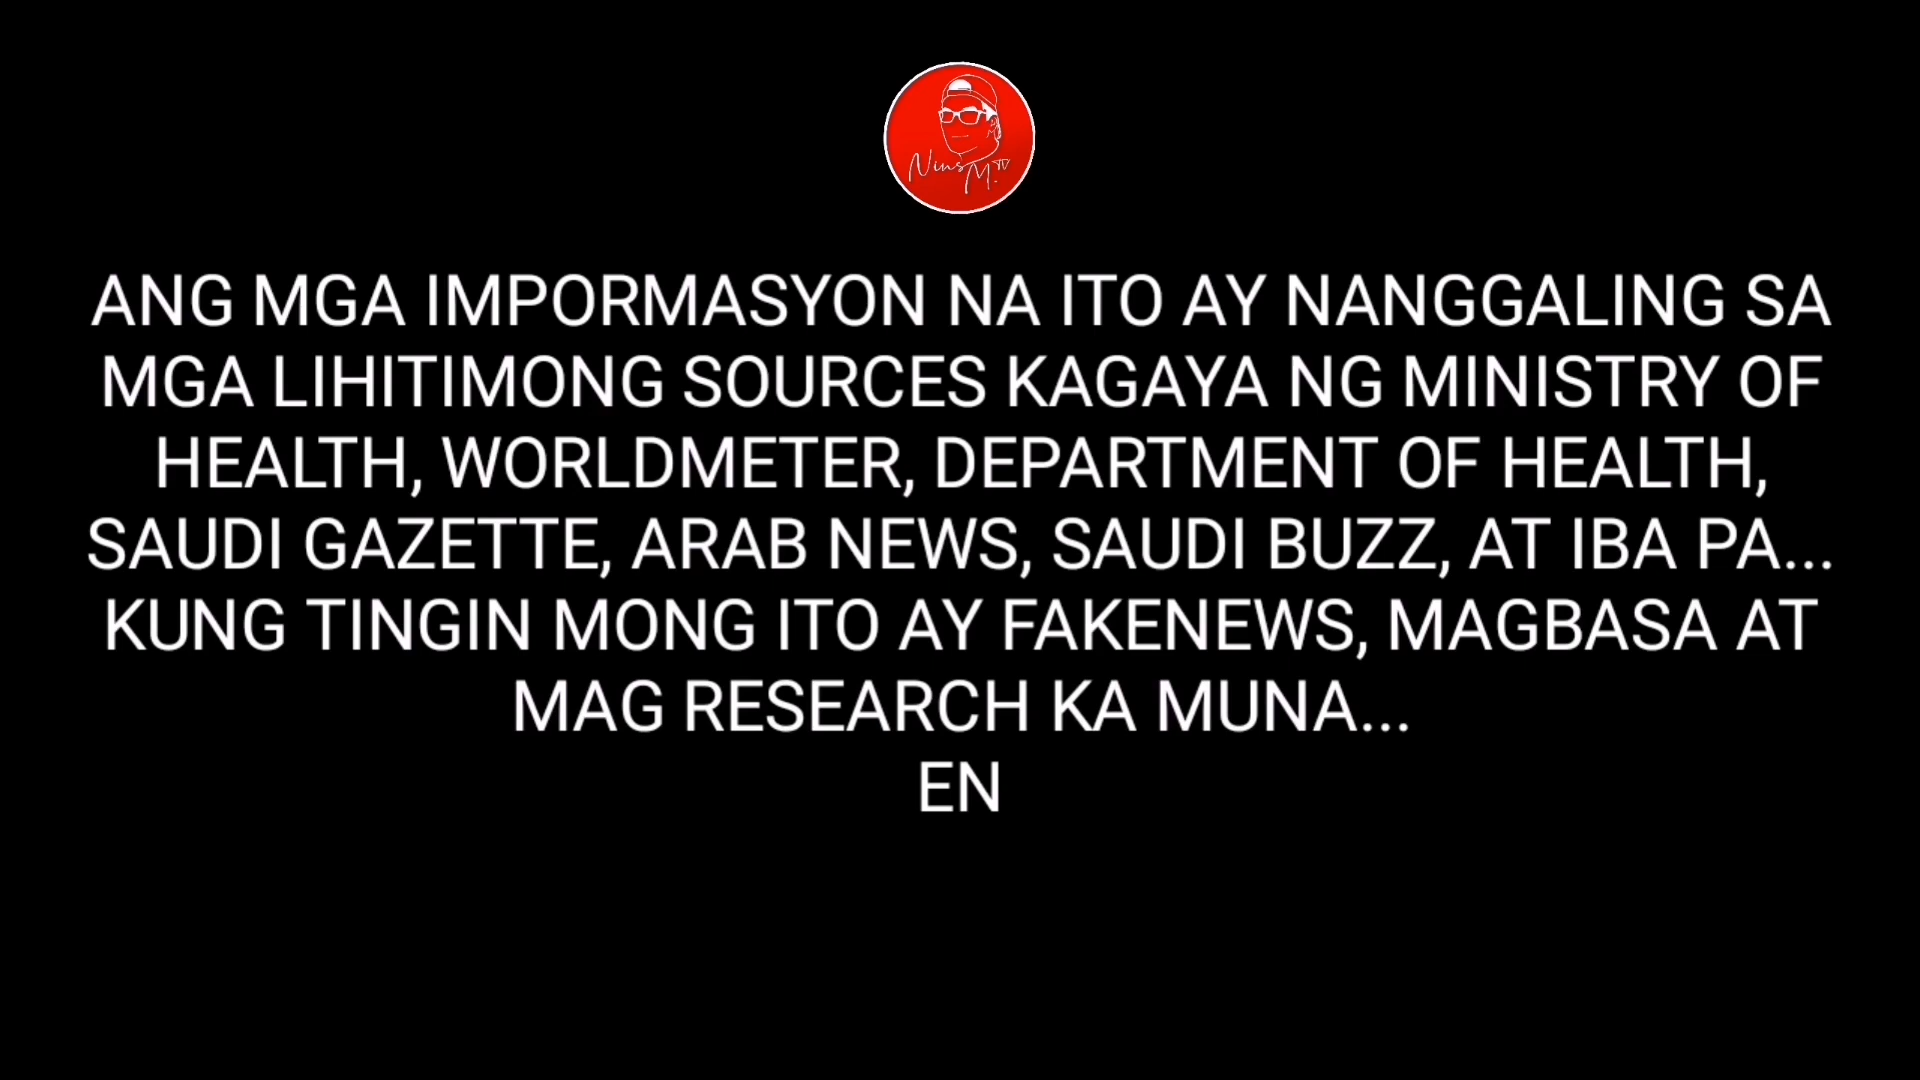 Nins
M. TV
ANG MGA IMPORMASYON NA ITO AY NANGGALING SA
MGA LIHITIMONG SOURCES KAGAYA NG MINISTRY OF
HEALTH, WORLDMETER, DEPARTMENT OF HEALTH,
SAUDI GAZETTE, ARAB NEWS, SAUDI BUZZ, AT IBA PA...
KUNG TINGIN MONG ITO AY FAKENEWS, MAGBASA AT
MAG RESEARCH KA MUNA...
EN